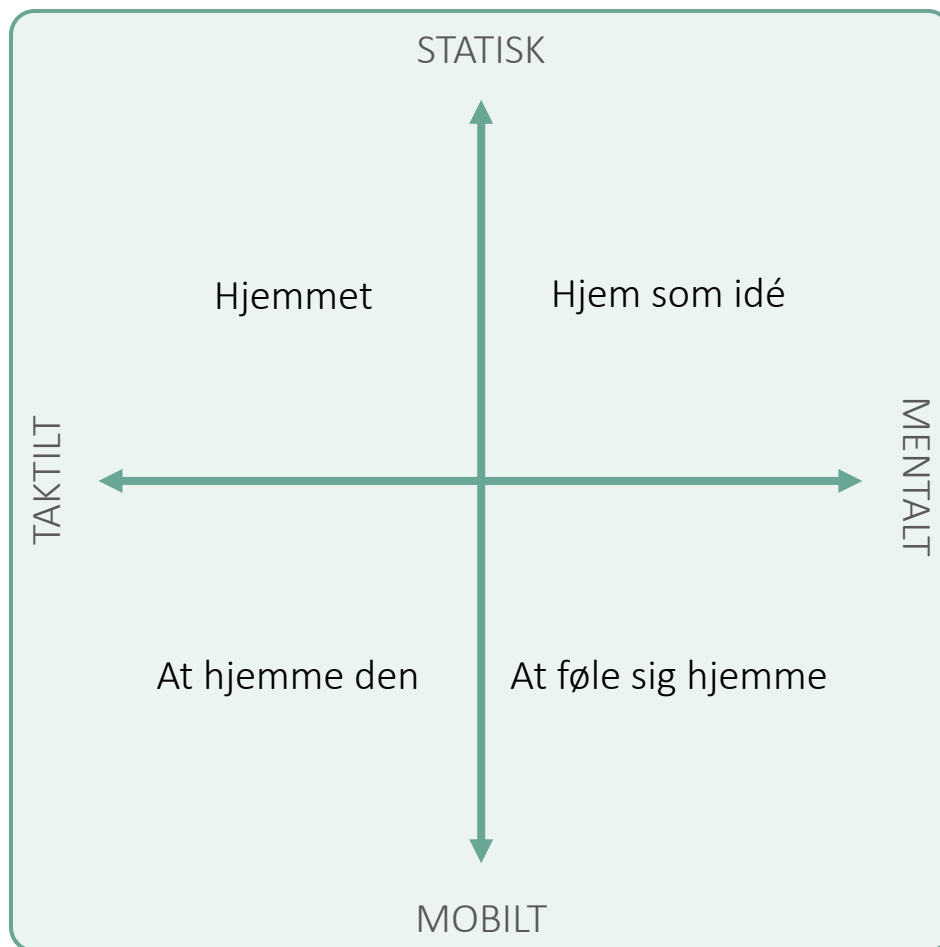 STATISK
Hjemmet
Hjem som idé
TAKTILT
MENTALT
At hjemme den
At føle sig hjemme
MOBILT